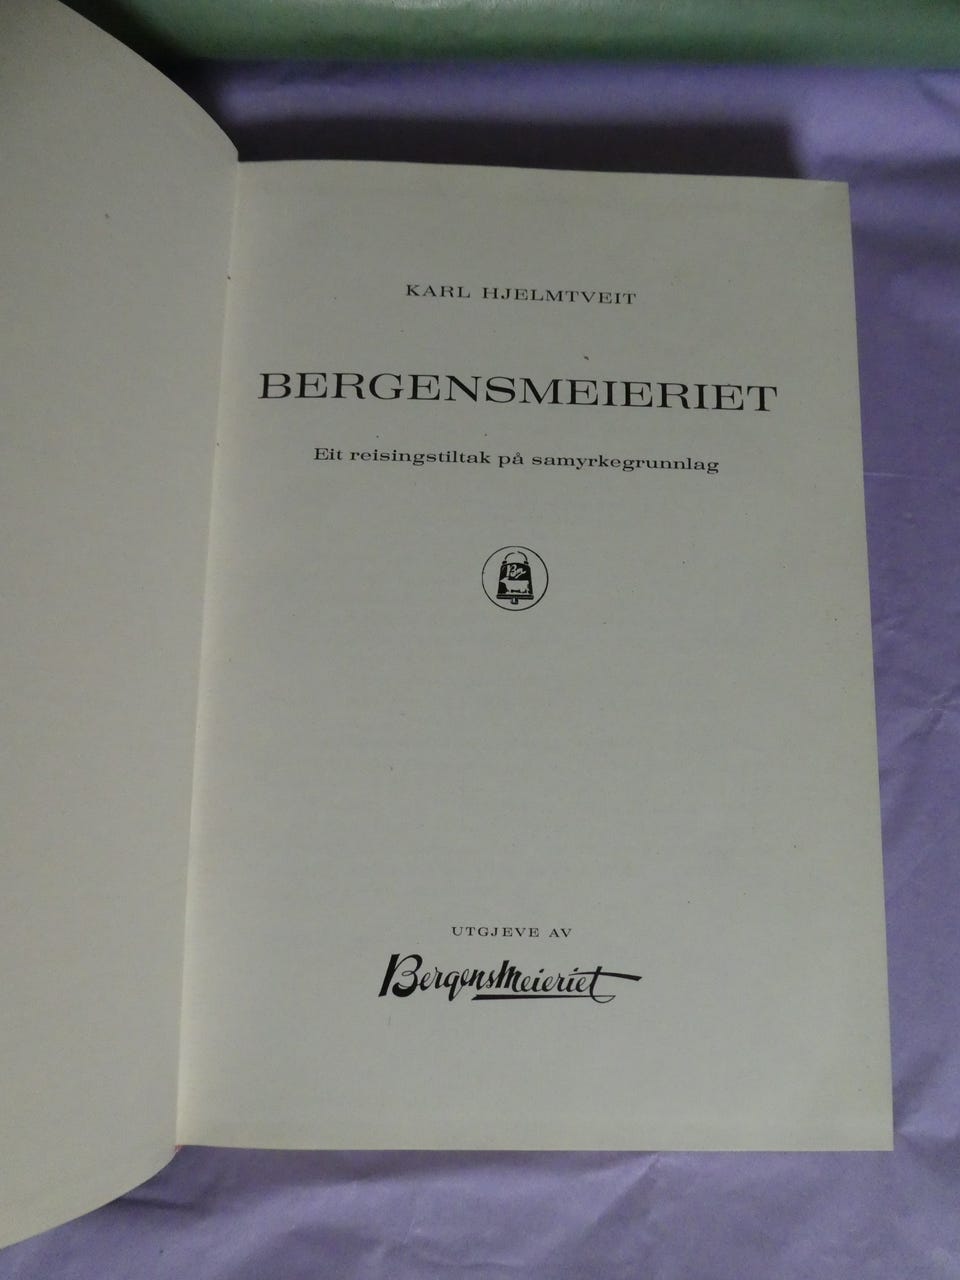 KARL HJELMTVEIT
BERGENSMEIERIET
Eit reisingstiltak på samyrkegrunnlag
UTGJEVE AV
BergensMeieriet